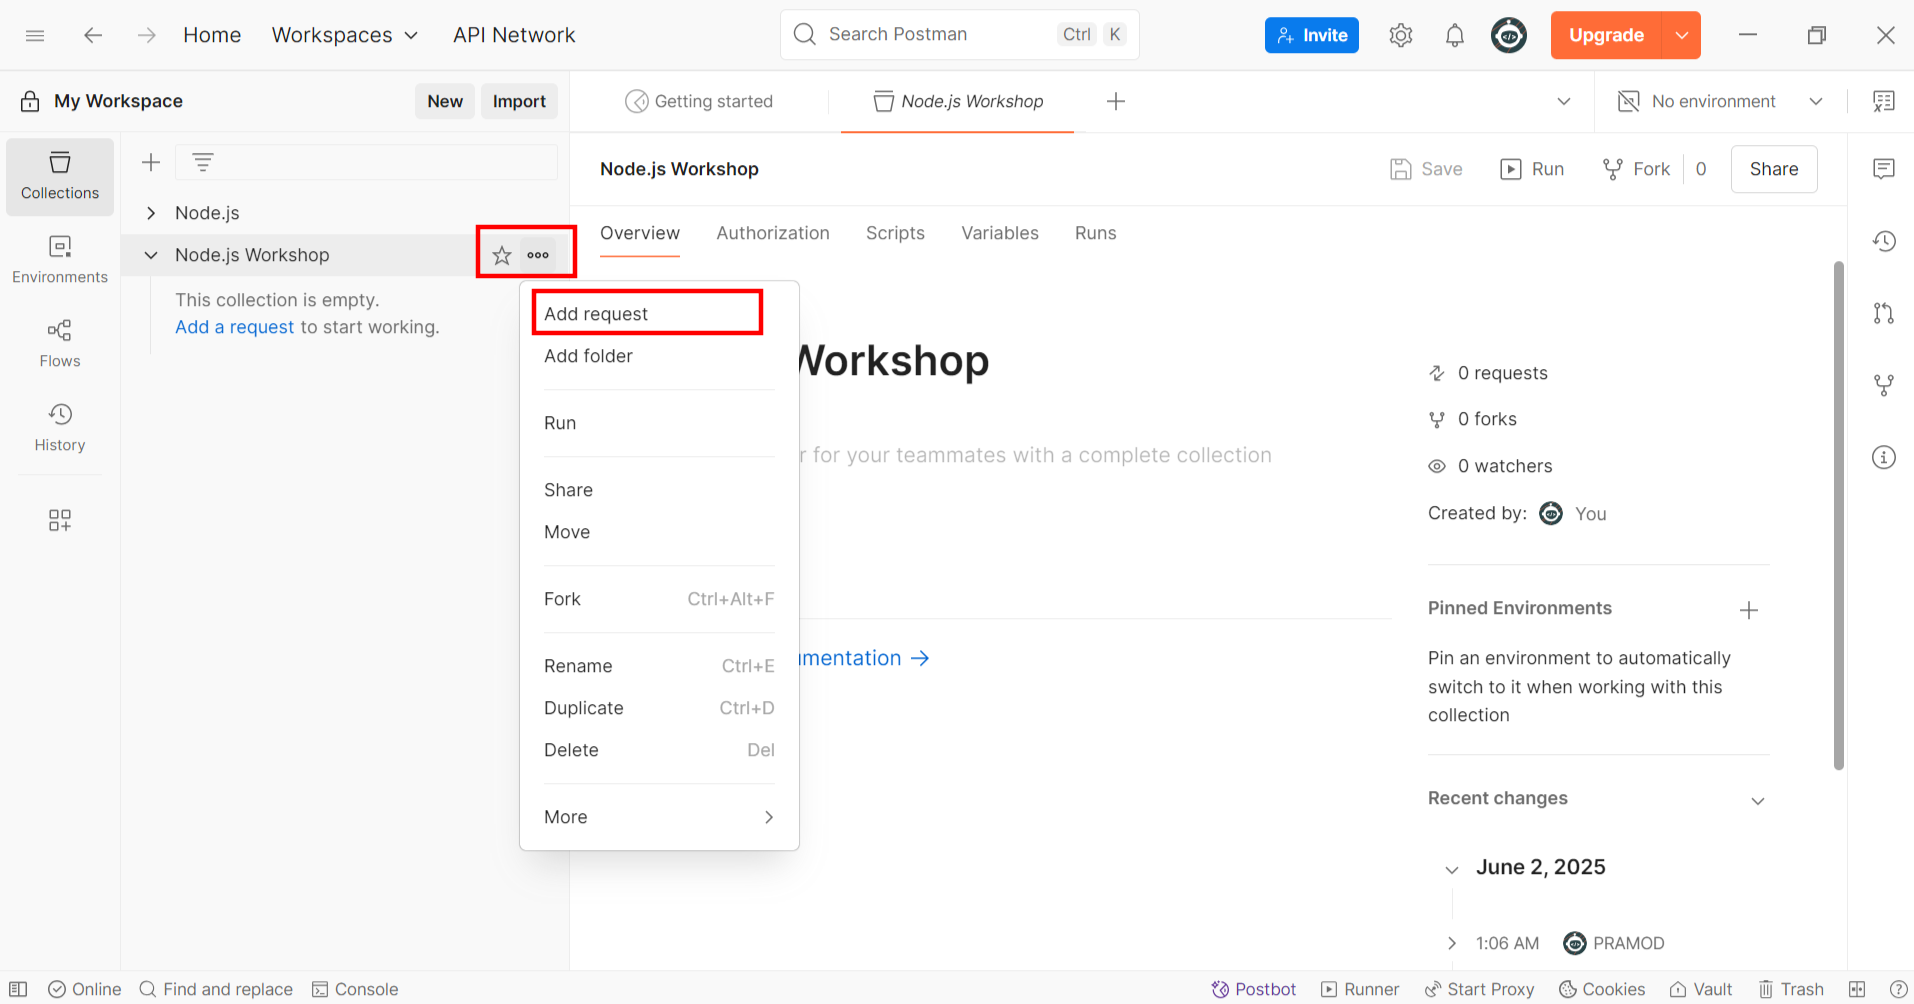 Home Workspaces API Network Search Postman Ctrl K Invite Upgrade
My Workspace New Import Getting started Node.js Workshop No environment
Collections
Environments
Flows
History
Node.js
Node.js Workshop
This collection is empty.
Add a request to start working.
Node.js Workshop Save Run Fork 0 Share
Overview Authorization Scripts Variables Runs
Add request
Add folder
Run
Share
Move
Fork Ctrl+Alt+F
Rename Ctrl+E
Duplicate Ctrl+D
Delete Del
More
Workshop
for your teammates with a complete collection
0 requests
0 forks
0 watchers
Created by: You
Pinned Environments
Pin an environment to automatically
switch to it when working with this
collection
Recent changes
June 2, 2025
1:06 AM PRAMOD
Online Find and replace Console Postbot Runner Start Proxy Cookies Vault Trash